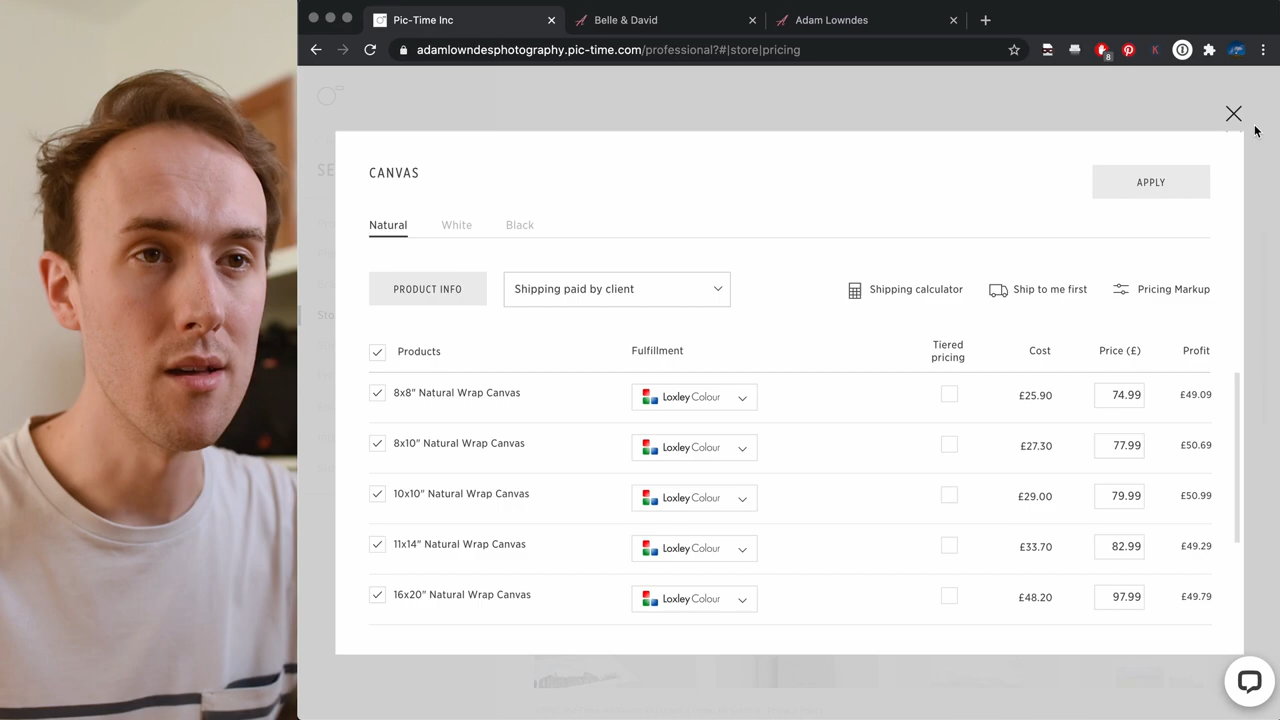 Pic-Time Inc
Belle & David
Adam Lowndes
adamlowndesphotography.pic-time.com/professional?#|store|pricing
8
CANVAS
APPLY
Natural White Black
PRODUCT INFO
Shipping paid by client
Shipping calculator
Ship to me first
Pricing Markup
Products Fulfillment Tiered pricing Cost Price (£) Profit
8x8" Natural Wrap Canvas Loxley Colour £25.90 74.99 £49.09
8x10" Natural Wrap Canvas Loxley Colour £27.30 77.99 £50.69
10x10" Natural Wrap Canvas Loxley Colour £29.00 79.99 £50.99
11x14" Natural Wrap Canvas Loxley Colour £33.70 82.99 £49.29
16x20" Natural Wrap Canvas Loxley Colour £48.20 97.99 £49.79